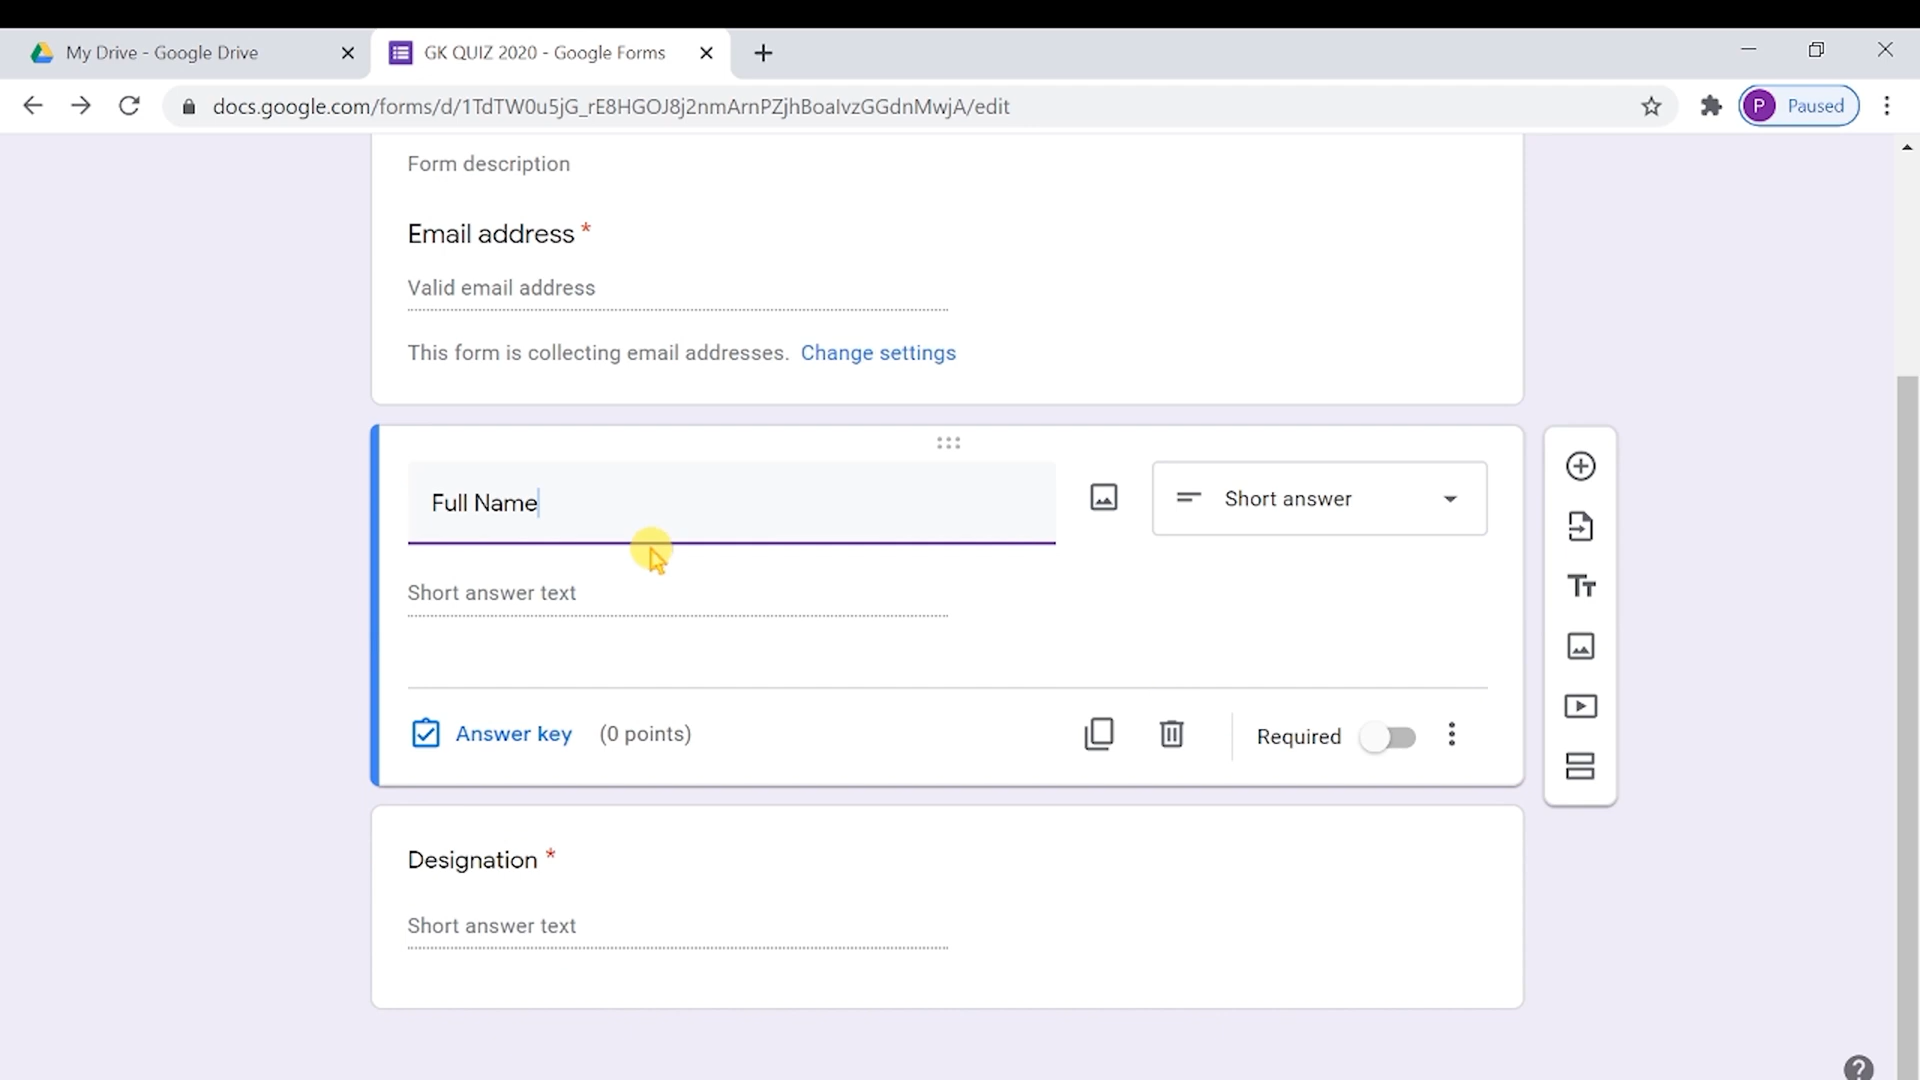 My Drive - Google Drive
GK QUIZ 2020 - Google Forms
docs.google.com/forms/d/1TdTW0u5jG_rE8HGOJ8j2nmArnPZjhBoaIvzGGdnMwjA/edit
P Paused
Form description
Email address *
Valid email address
This form is collecting email addresses. Change settings
Full Name
Short answer
Short answer text
Tr
Answer key (0 points)
Required
Designation *
Short answer text
?